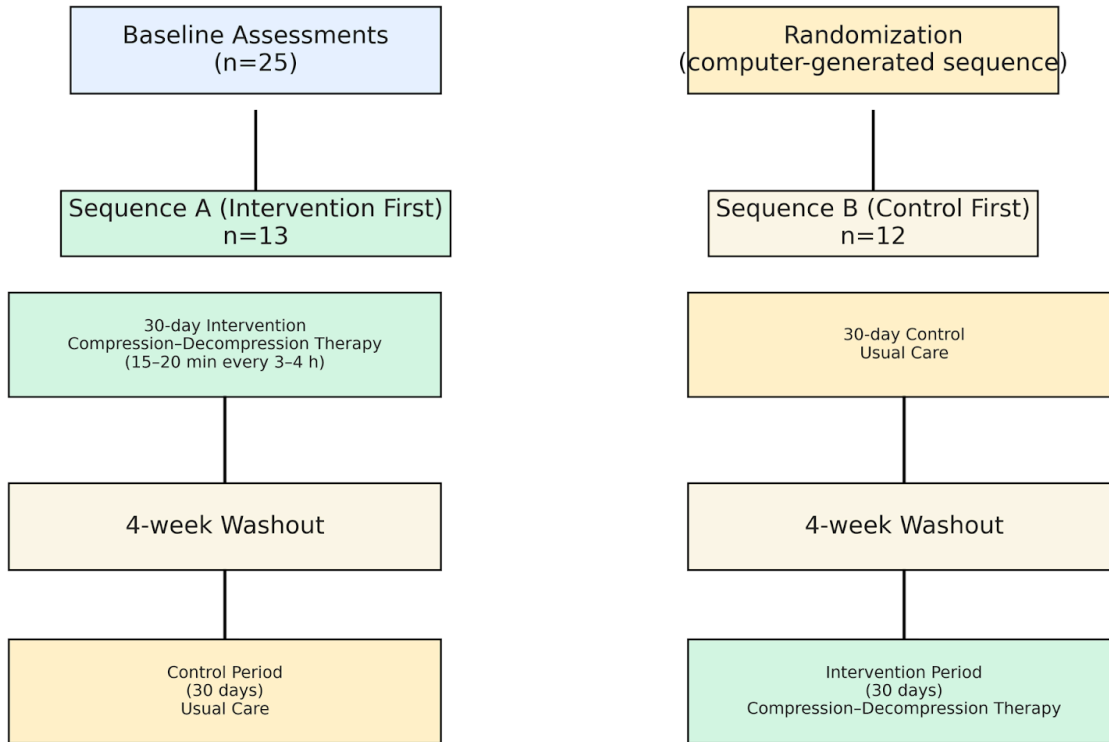 Baseline Assessments
(n=25)
Randomization
(computer-generated sequence)
Sequence A (Intervention First)
n=13
Sequence B (Control First)
n=12
30-day Intervention
Compression–Decompression Therapy
(15–20 min every 3–4 h)
30-day Control
Usual Care
4-week Washout
4-week Washout
Control Period
(30 days)
Usual Care
Intervention Period
(30 days)
Compression–Decompression Therapy